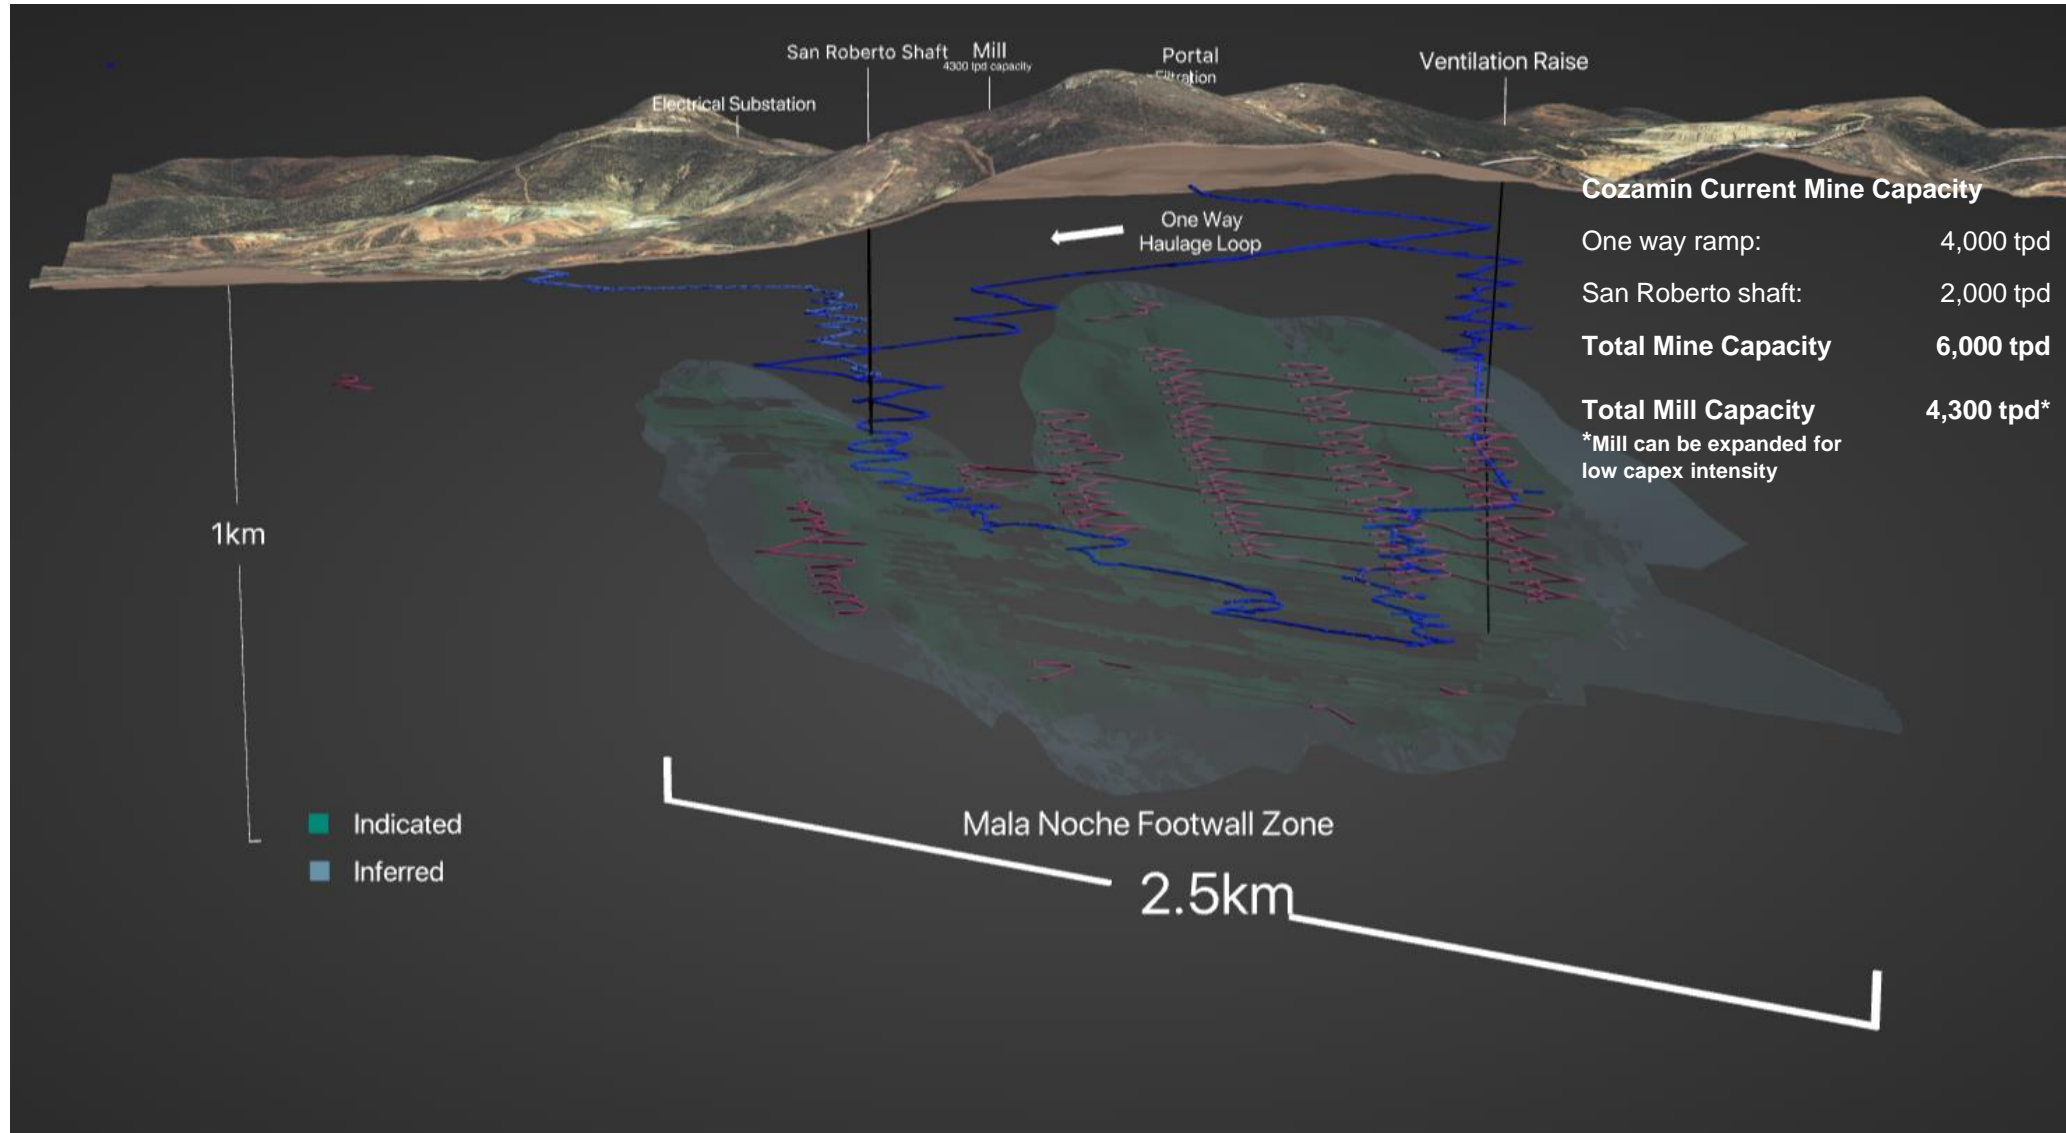 San Roberto Shaft
Mill
4300 tpd capacity
Portal
Filtration
Ventilation Raise
Electrical Substation
One Way
Haulage Loop
Cozamin Current Mine Capacity
One way ramp: 4,000 tpd
San Roberto shaft: 2,000 tpd
Total Mine Capacity 6,000 tpd
Total Mill Capacity 4,300 tpd*
*Mill can be expanded for
low capex intensity
1km
Indicated
Inferred
Mala Noche Footwall Zone
2.5km